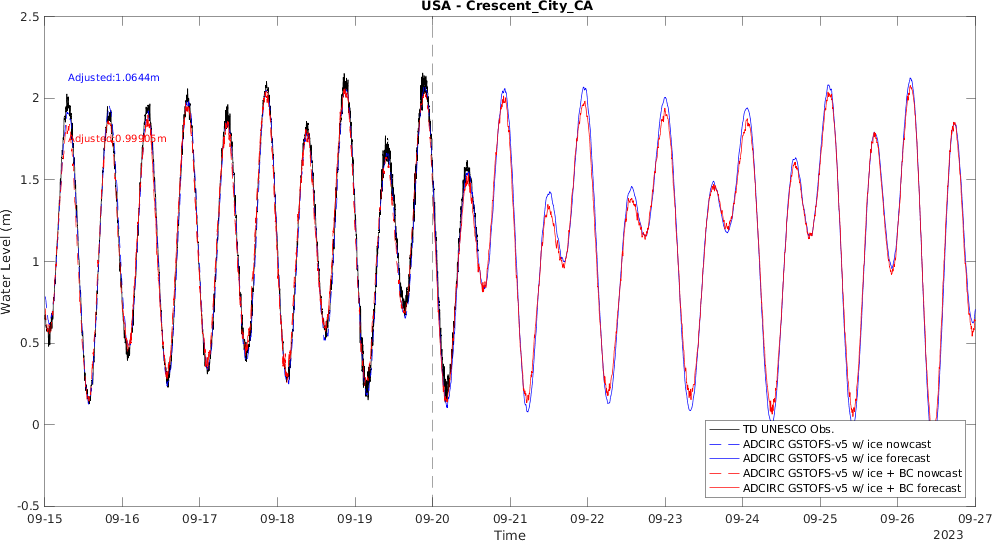 USA - Crescent_City_CA
2.5
2
1.5
1
0.5
0
-0.5
Water Level (m)
Adjusted:1.0644m
Adjusted:0.99905m
TD UNESCO Obs.
ADCIRC GSTOFS-v5 w/ ice nowcast
ADCIRC GSTOFS-v5 w/ ice forecast
ADCIRC GSTOFS-v5 w/ ice + BC nowcast
ADCIRC GSTOFS-v5 w/ ice + BC forecast
09-15 09-16 09-17 09-18 09-19 09-20 09-21 09-22 09-23 09-24 09-25 09-26 09-27
Time
2023